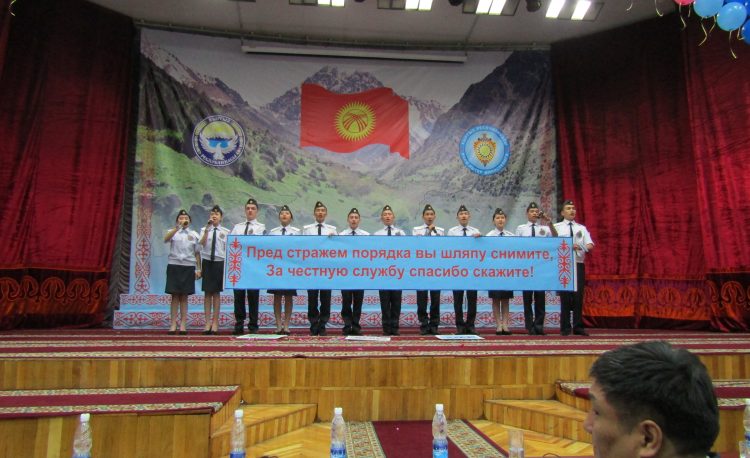 Пред стражем порядка вы шляпу снимите,
За честную службу спасибо скажите!